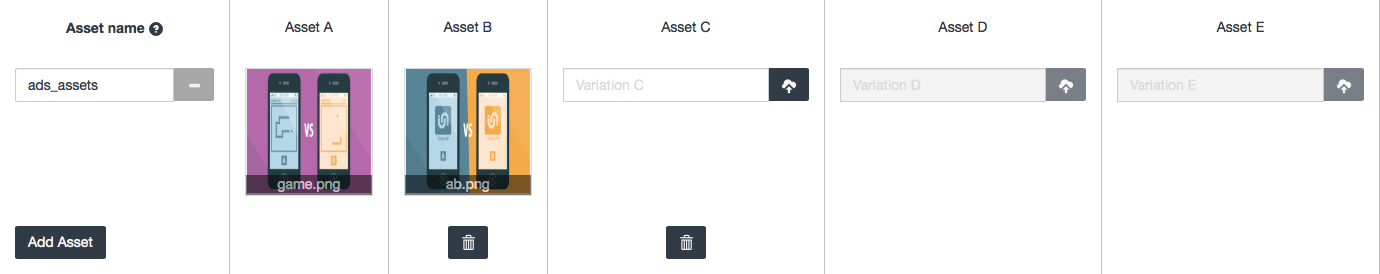 Asset name ?
Asset A
Asset B
Asset C
Asset D
Asset E
ads_assets
VS
A
game.png
VS
A
B
ab.png
Variation C
Variation D
Variation E
Add Asset